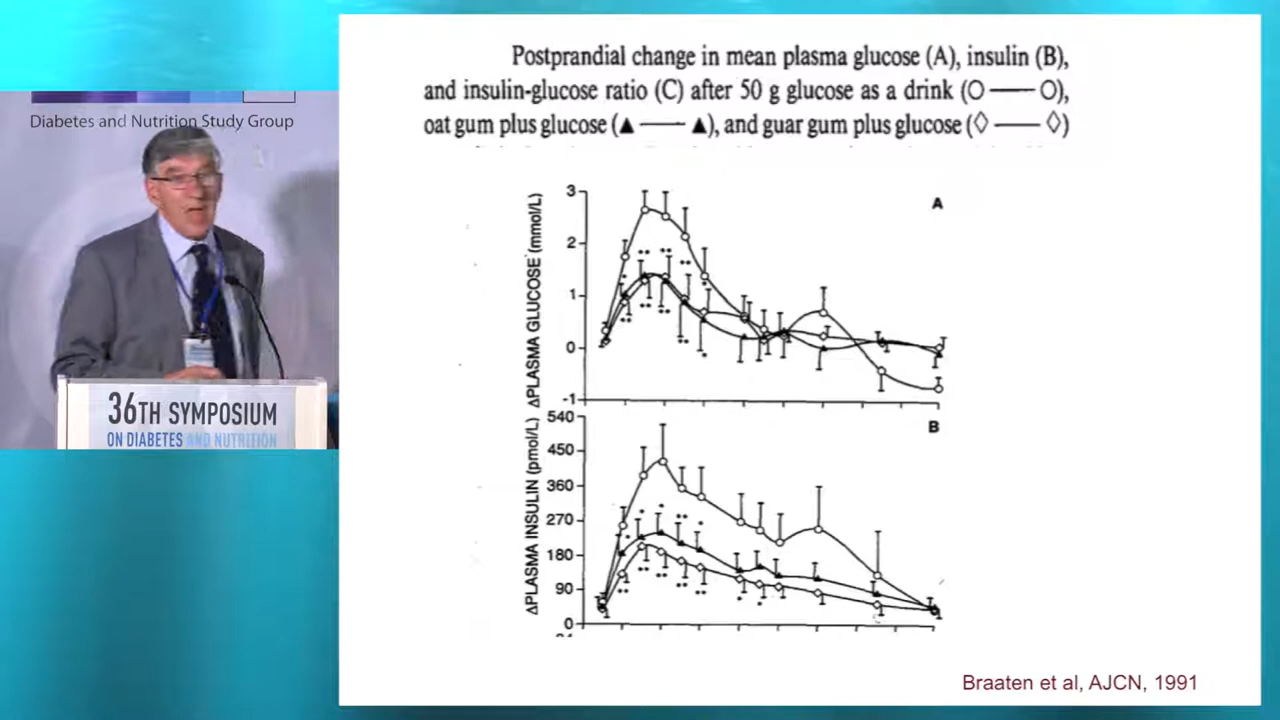 Diabetes and Nutrition Study Group
36TH SYMPOSIUM
ON DIABETES AND NUTRITION
Postprandial change in mean plasma glucose (A), insulin (B),
and insulin-glucose ratio (C) after 50 g glucose as a drink (○ — ○),
oat gum plus glucose (▲ — ▲), and guar gum plus glucose (◇ — ◇)
ΔPLASMA GLUCOSE (mmol/L)
3
2
1
0
-1
A
ΔPLASMA INSULIN (pmol/L)
540
450
360
270
180
90
0
B
Braaten et al, AJCN, 1991